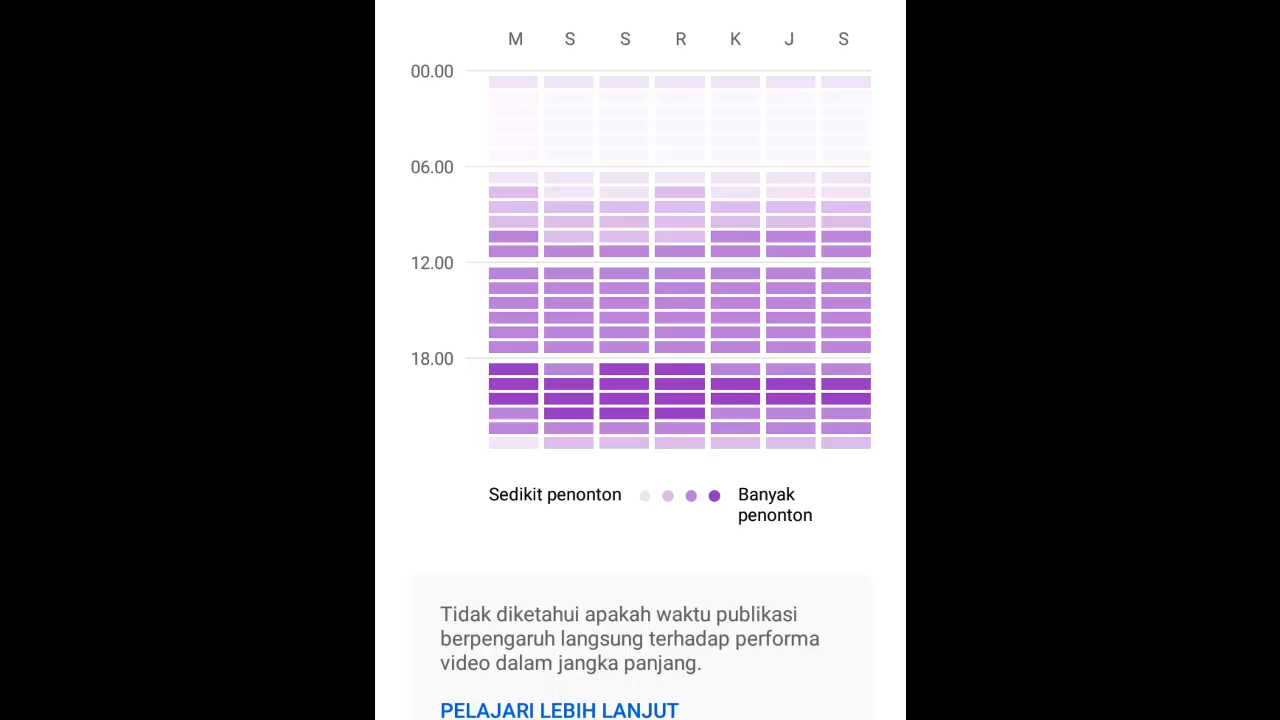 M S S R K J S
00.00
06.00
12.00
18.00
Sedikit penonton
Banyak
penonton
Tidak diketahui apakah waktu publikasi
berpengaruh langsung terhadap performa
video dalam jangka panjang.
PELAJARI LEBIH LANJUT